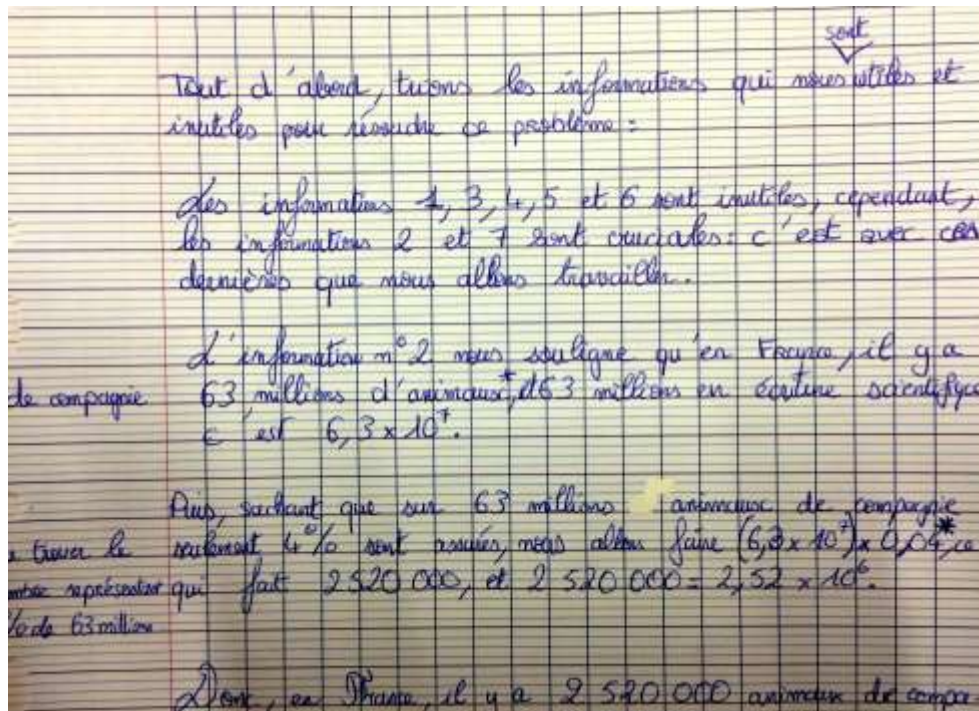 sont
Tout d'abord, trions les informations qui nous utiles et
inutiles pour résoudre ce problème :
Les informations 1, 3, 4, 5 et 6 sont inutiles, cependant,
les informations 2 et 7 sont cruciales : c'est avec ces
dernières que nous allons travailler.
L'information n°2 nous souligne qu'en France, il y a
de compagnie
63 millions d'animaux*, 63 millions en écriture scientifique
c'est 6,3 x 10⁷.
Puis, sachant que sur 63 millions animaux de compagnie
trouver le
seulement 4% sont assurés, nous allons faire (6,3 x 10⁷) x 0,04*, ce
représenter
qui fait 2 520 000, et 2 520 000 = 2,52 x 10⁶.
% de 63 millions
Donc, en France, il y a 2 520 000 animaux de compa